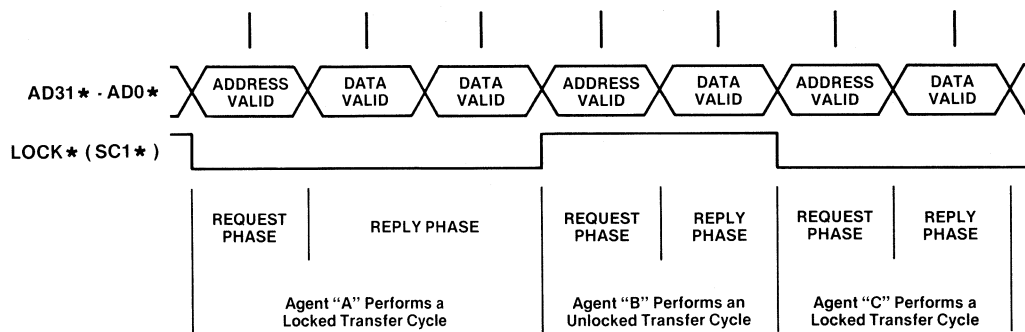 AD31★ - AD0★
ADDRESS VALID
DATA VALID
DATA VALID
ADDRESS VALID
DATA VALID
ADDRESS VALID
DATA VALID
LOCK★ (SC1★)
REQUEST PHASE
REPLY PHASE
REQUEST PHASE
REPLY PHASE
REQUEST PHASE
REPLY PHASE
Agent "A" Performs a
Locked Transfer Cycle
Agent "B" Performs an
Unlocked Transfer Cycle
Agent "C" Performs a
Locked Transfer Cycle